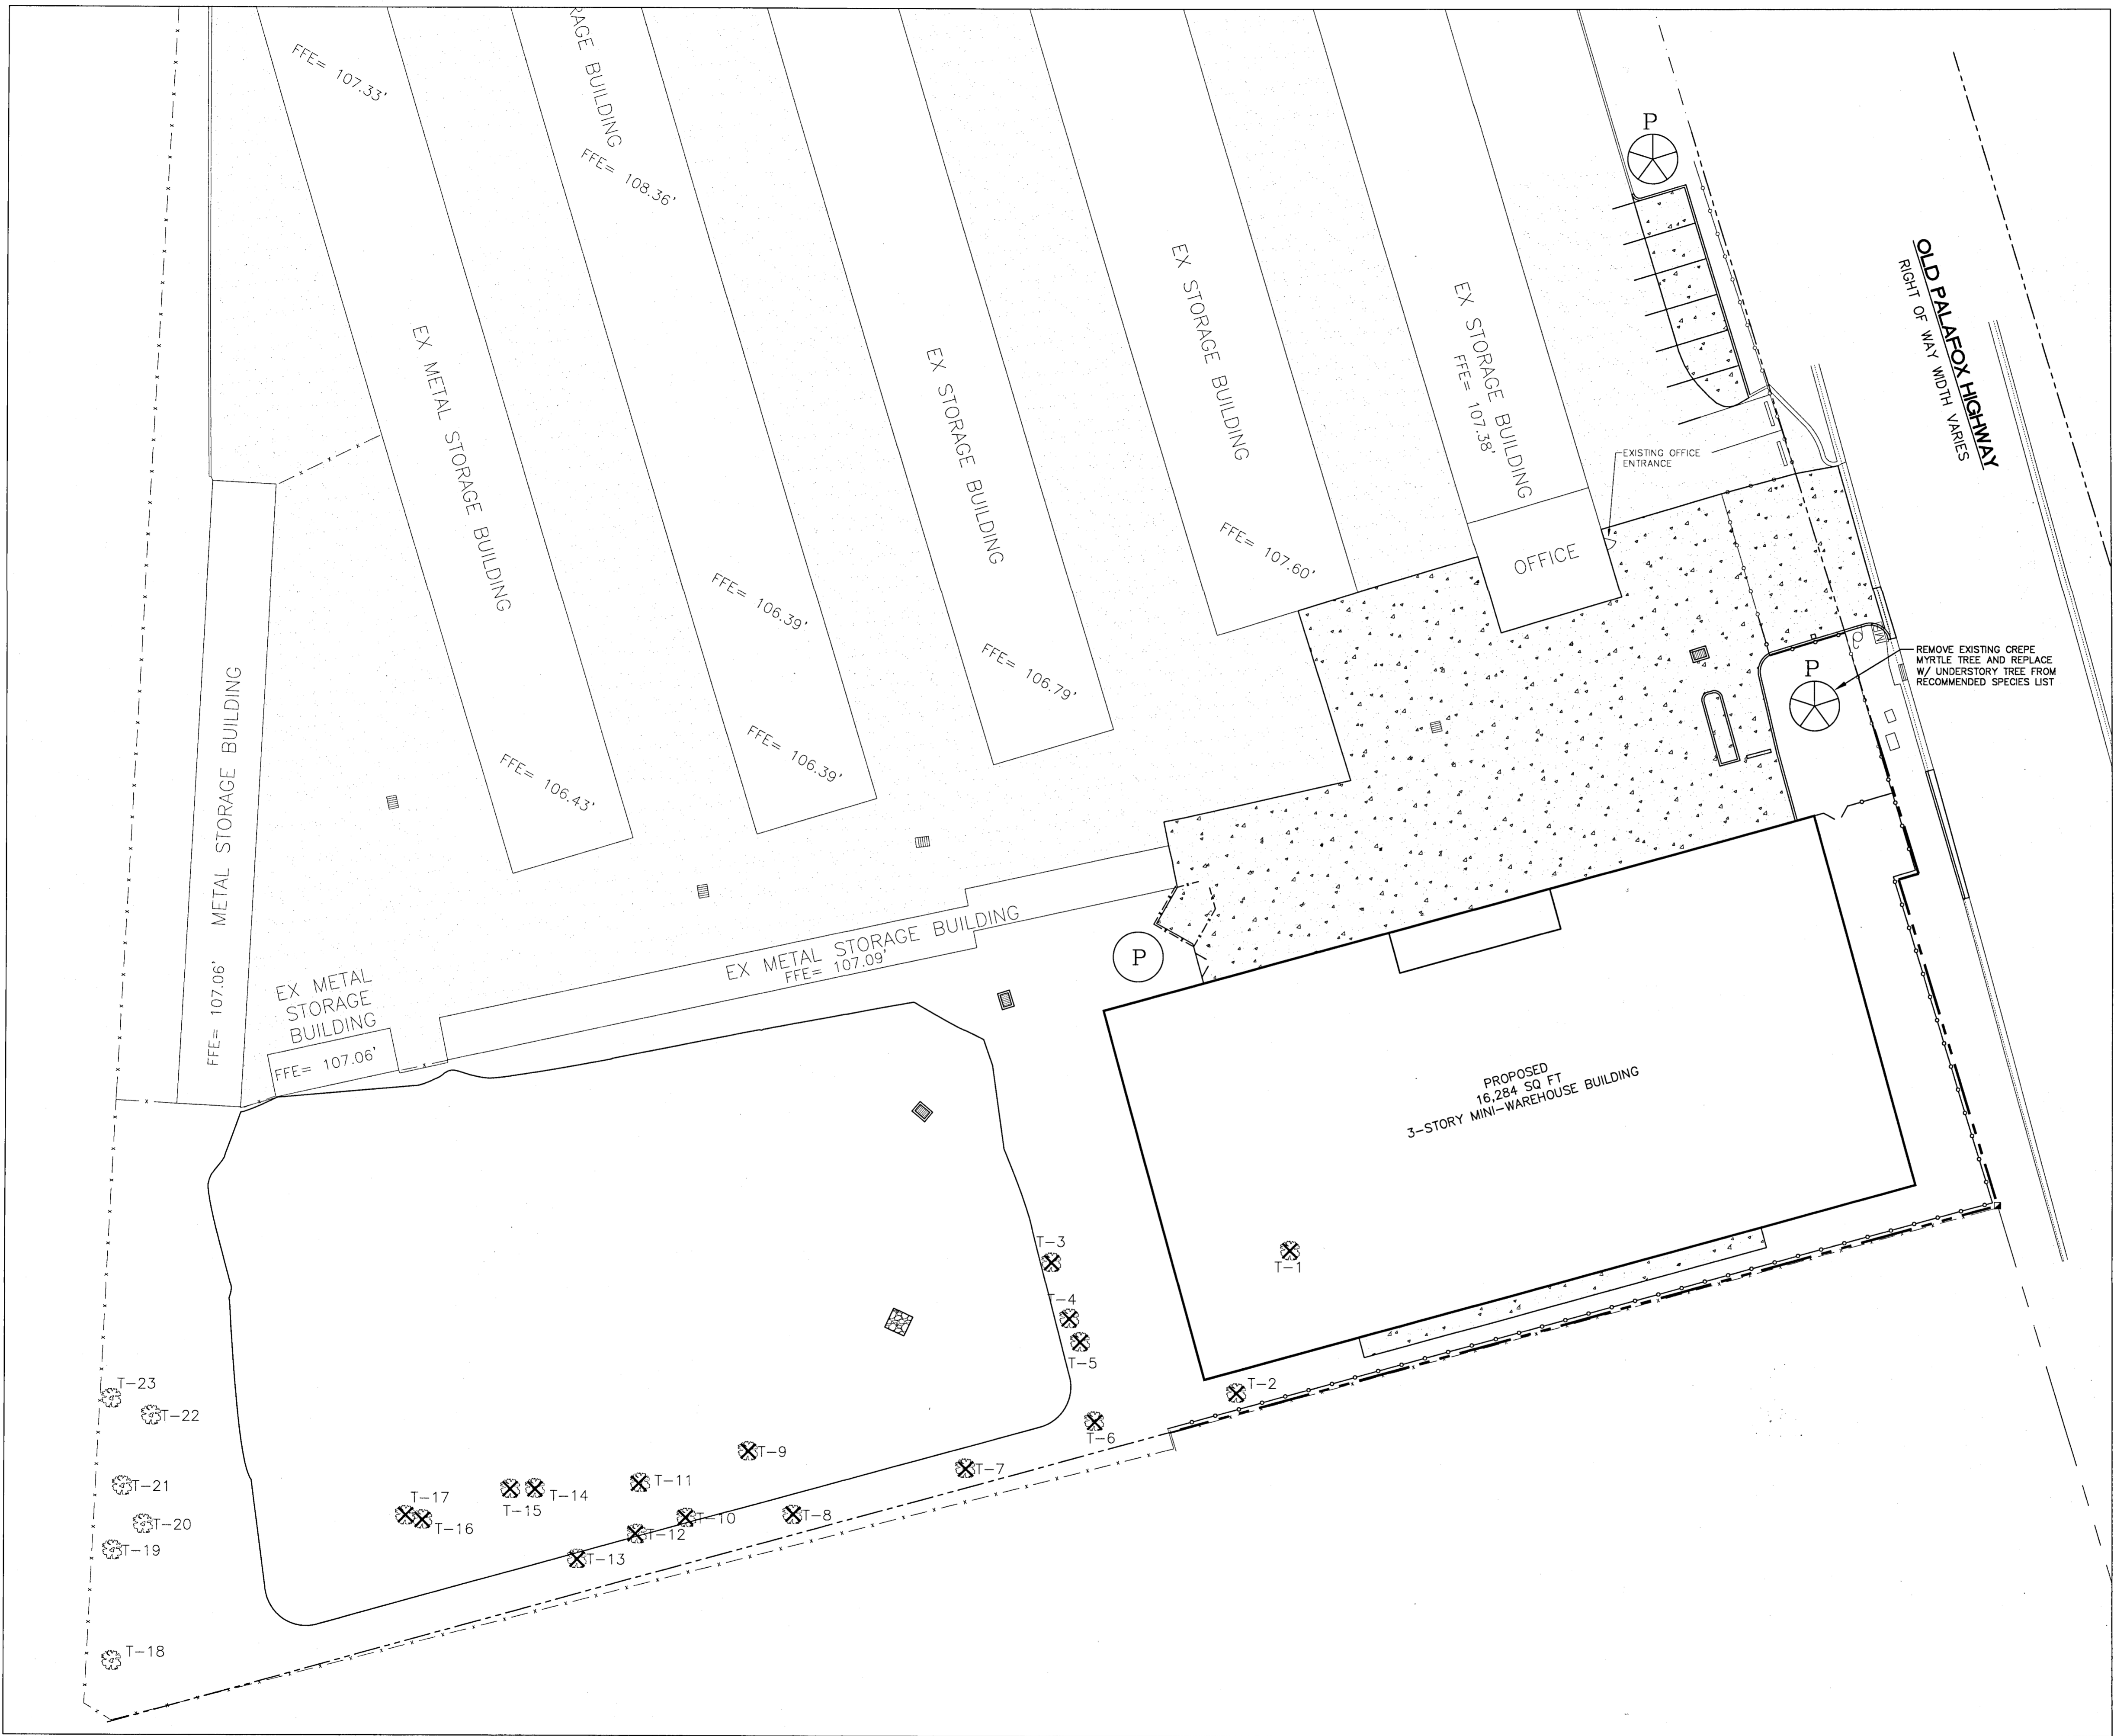 FFE= 107.33'
RAGE BUILDING
FFE= 108.36'
P
OLD PALAFOX HIGHWAY
RIGHT OF WAY WIDTH VARIES
EX METAL STORAGE BUILDING
EX STORAGE BUILDING
EX STORAGE BUILDING
EX STORAGE BUILDING
FFE= 107.38'
EXISTING OFFICE
ENTRANCE
FFE= 107.60'
OFFICE
FFE= 106.39'
FFE= 106.79'
P
REMOVE EXISTING CREPE
MYRTLE TREE AND REPLACE
W/ UNDERSTORY TREE FROM
RECOMMENDED SPECIES LIST
FFE= 106.39'
FFE= 106.43'
FFE= 107.06' METAL STORAGE BUILDING
EX METAL STORAGE BUILDING
FFE= 107.09'
P
EX METAL
STORAGE
BUILDING
FFE= 107.06'
PROPOSED
16,284 SQ FT
3-STORY MINI-WAREHOUSE BUILDING
T-3
T-1
T-4
T-5
T-2
T-23
T-22
T-6
T-9
T-7
T-21
T-17
T-16
T-15
T-14
T-11
T-10
T-8
T-20
T-12
T-19
T-13
T-18